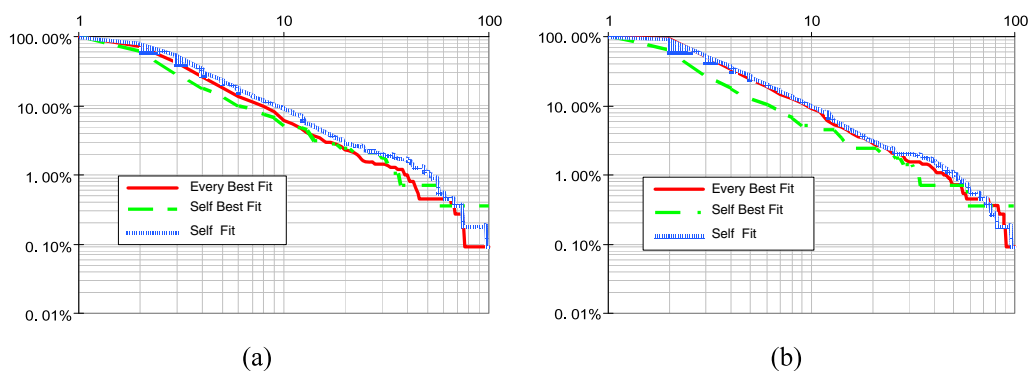 1 10 100
100.00%
10.00%
1.00%
0.10%
0.01%
Every Best Fit
Self Best Fit
Self Fit
(a)
1 10 100
100.00%
10.00%
1.00%
0.10%
0.01%
Every Best Fit
Self Best Fit
Self Fit
(b)